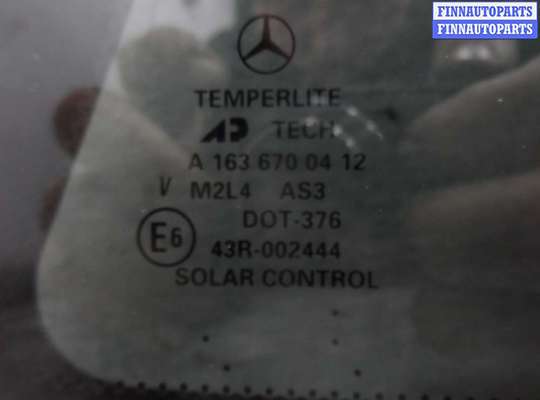 FINNAUTOPARTS
FINNAUTOPARTS
TEMPERLITE
AP TECH
A 163 670 04 12
V M2L4 AS3
DOT-376
E6 43R-002444
SOLAR CONTROL